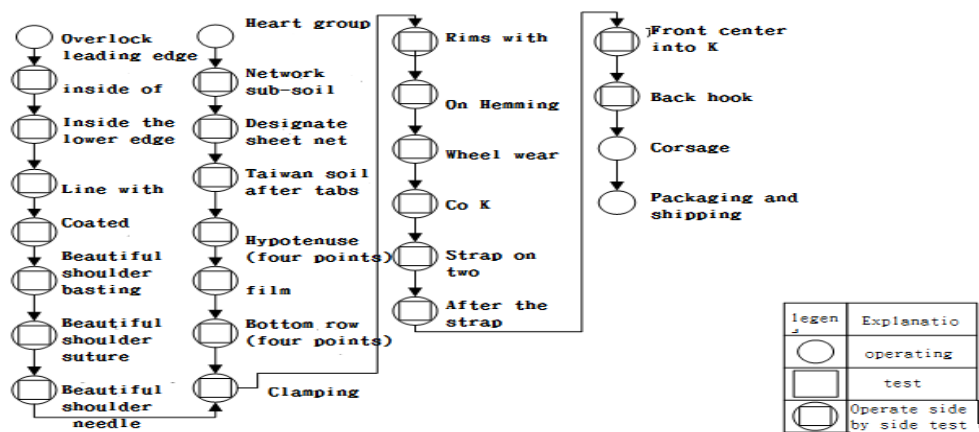 Overlock
leading edge
inside of
Inside the
lower edge
Line with
Coated
Beautiful
shoulder
basting
Beautiful
shoulder
suture
Beautiful
shoulder
needle
Heart group
Network
sub-soil
Designate
sheet net
Taiwan soil
after tabs
Hypotenuse
(four points)
film
Bottom row
(four points)
Clamping
Rims with
On Hemming
Wheel wear
Co K
Strap on
two
After the
strap
Front center
into K
Back hook
Corsage
Packaging and
shipping
legen Explanatio
operating
test
Operate side
by side test